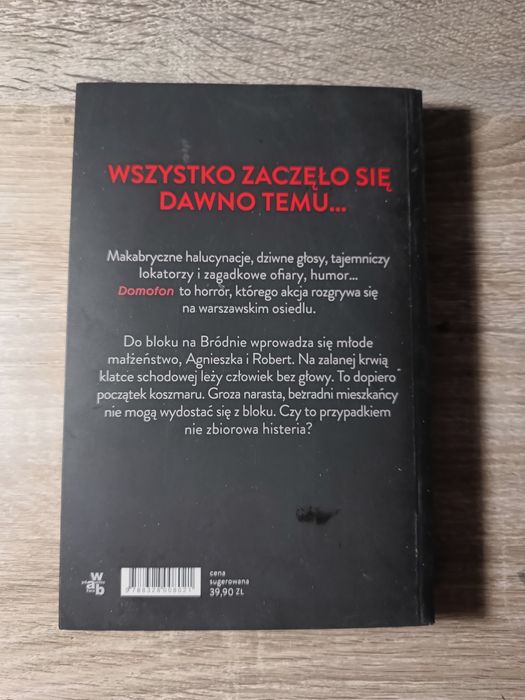 WSZYSTKO ZACZĘŁO SIĘ
DAWNO TEMU...
Makabryczne halucynacje, dziwne głosy, tajemniczy
lokatorzy i zagadkowe ofiary, humor...
Domofon to horror, którego akcja rozgrywa się
na warszawskim osiedlu.
Do bloku na Bródnie wprowadza się młode
małżeństwo, Agnieszka i Robert. Na zalanej krwią
klatce schodowej leży człowiek bez głowy. To dopiero
początek koszmaru. Groza narasta, bezradni mieszkańcy
nie mogą wydostać się z bloku. Czy to przypadkiem
nie zbiorowa histeria?
w
a
b
cena
sugerowana
39,90 ZŁ